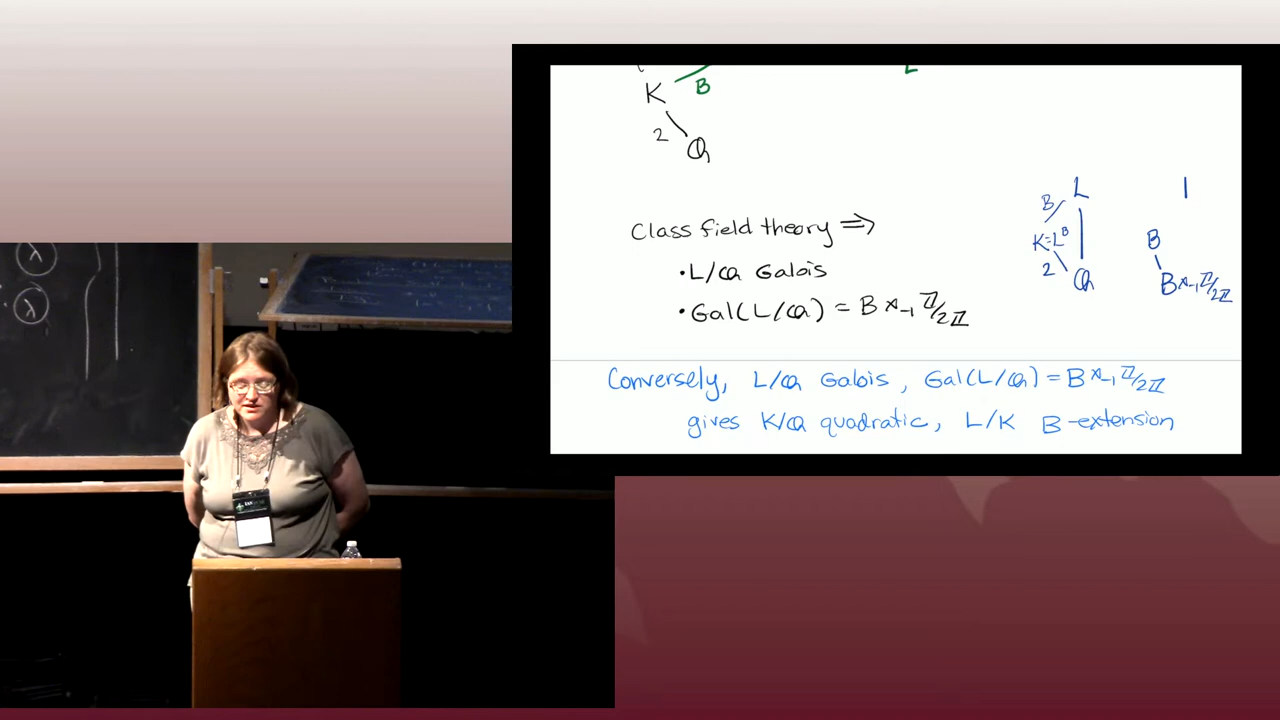 K
B
2
ℚ
L
Class field theory ⇒
• L/ℚ Galois
• Gal(L/ℚ) = B ⋊₋₁ ℤ/2ℤ
L
B
K=L^B
2
ℚ
1
B
B ⋊₋₁ ℤ/2ℤ
Conversely, L/ℚ Galois, Gal(L/ℚ) = B ⋊₋₁ ℤ/2ℤ
gives K/ℚ quadratic, L/K B-extension
λ
λ